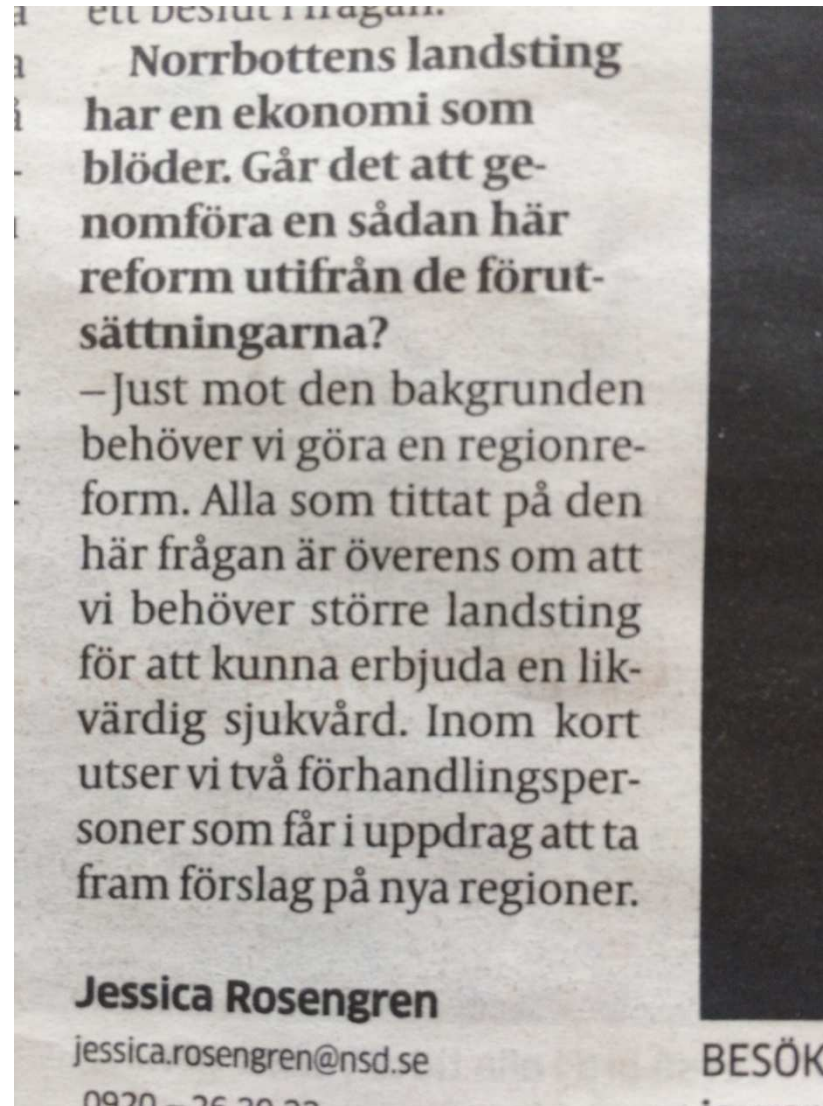 ett beslut i frågan.
Norrbottens landsting
har en ekonomi som
blöder. Går det att ge-
nomföra en sådan här
reform utifrån de förut-
sättningarna?
– Just mot den bakgrunden
behöver vi göra en regionre-
form. Alla som tittat på den
här frågan är överens om att
vi behöver större landsting
för att kunna erbjuda en lik-
värdig sjukvård. Inom kort
utser vi två förhandlingsper-
soner som får i uppdrag att ta
fram förslag på nya regioner.
Jessica Rosengren
jessica.rosengren@nsd.se
BESÖK